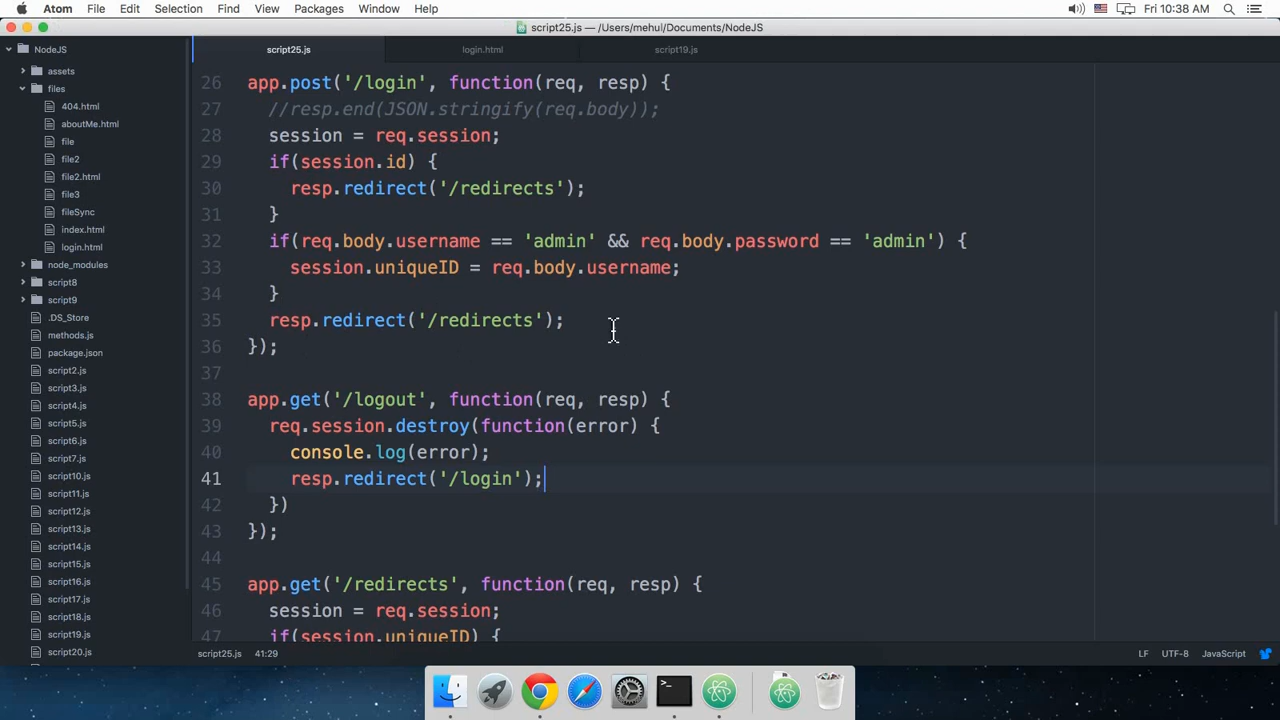 Atom File Edit Selection Find View Packages Window Help Fri 10:38 AM
script25.js — /Users/mehul/Documents/NodeJS
NodeJS
assets
files
404.html
aboutMe.html
file
file2
file2.html
file3
fileSync
index.html
login.html
node_modules
script8
script9
.DS_Store
methods.js
package.json
script2.js
script3.js
script4.js
script5.js
script6.js
script7.js
script10.js
script11.js
script12.js
script13.js
script14.js
script15.js
script16.js
script17.js
script18.js
script19.js
script20.js
script25.js login.html script19.js
26 app.post('/login', function(req, resp) {
27 //resp.end(JSON.stringify(req.body));
28 session = req.session;
29 if(session.id) {
30 resp.redirect('/redirects');
31 }
32 if(req.body.username == 'admin' && req.body.password == 'admin') {
33 session.uniqueID = req.body.username;
34 }
35 resp.redirect('/redirects');
36 });
37
38 app.get('/logout', function(req, resp) {
39 req.session.destroy(function(error) {
40 console.log(error);
41 resp.redirect('/login');
42 })
43 });
44
45 app.get('/redirects', function(req, resp) {
46 session = req.session;
47 if(session.uniqueID) {
script25.js 41:29 LF UTF-8 JavaScript